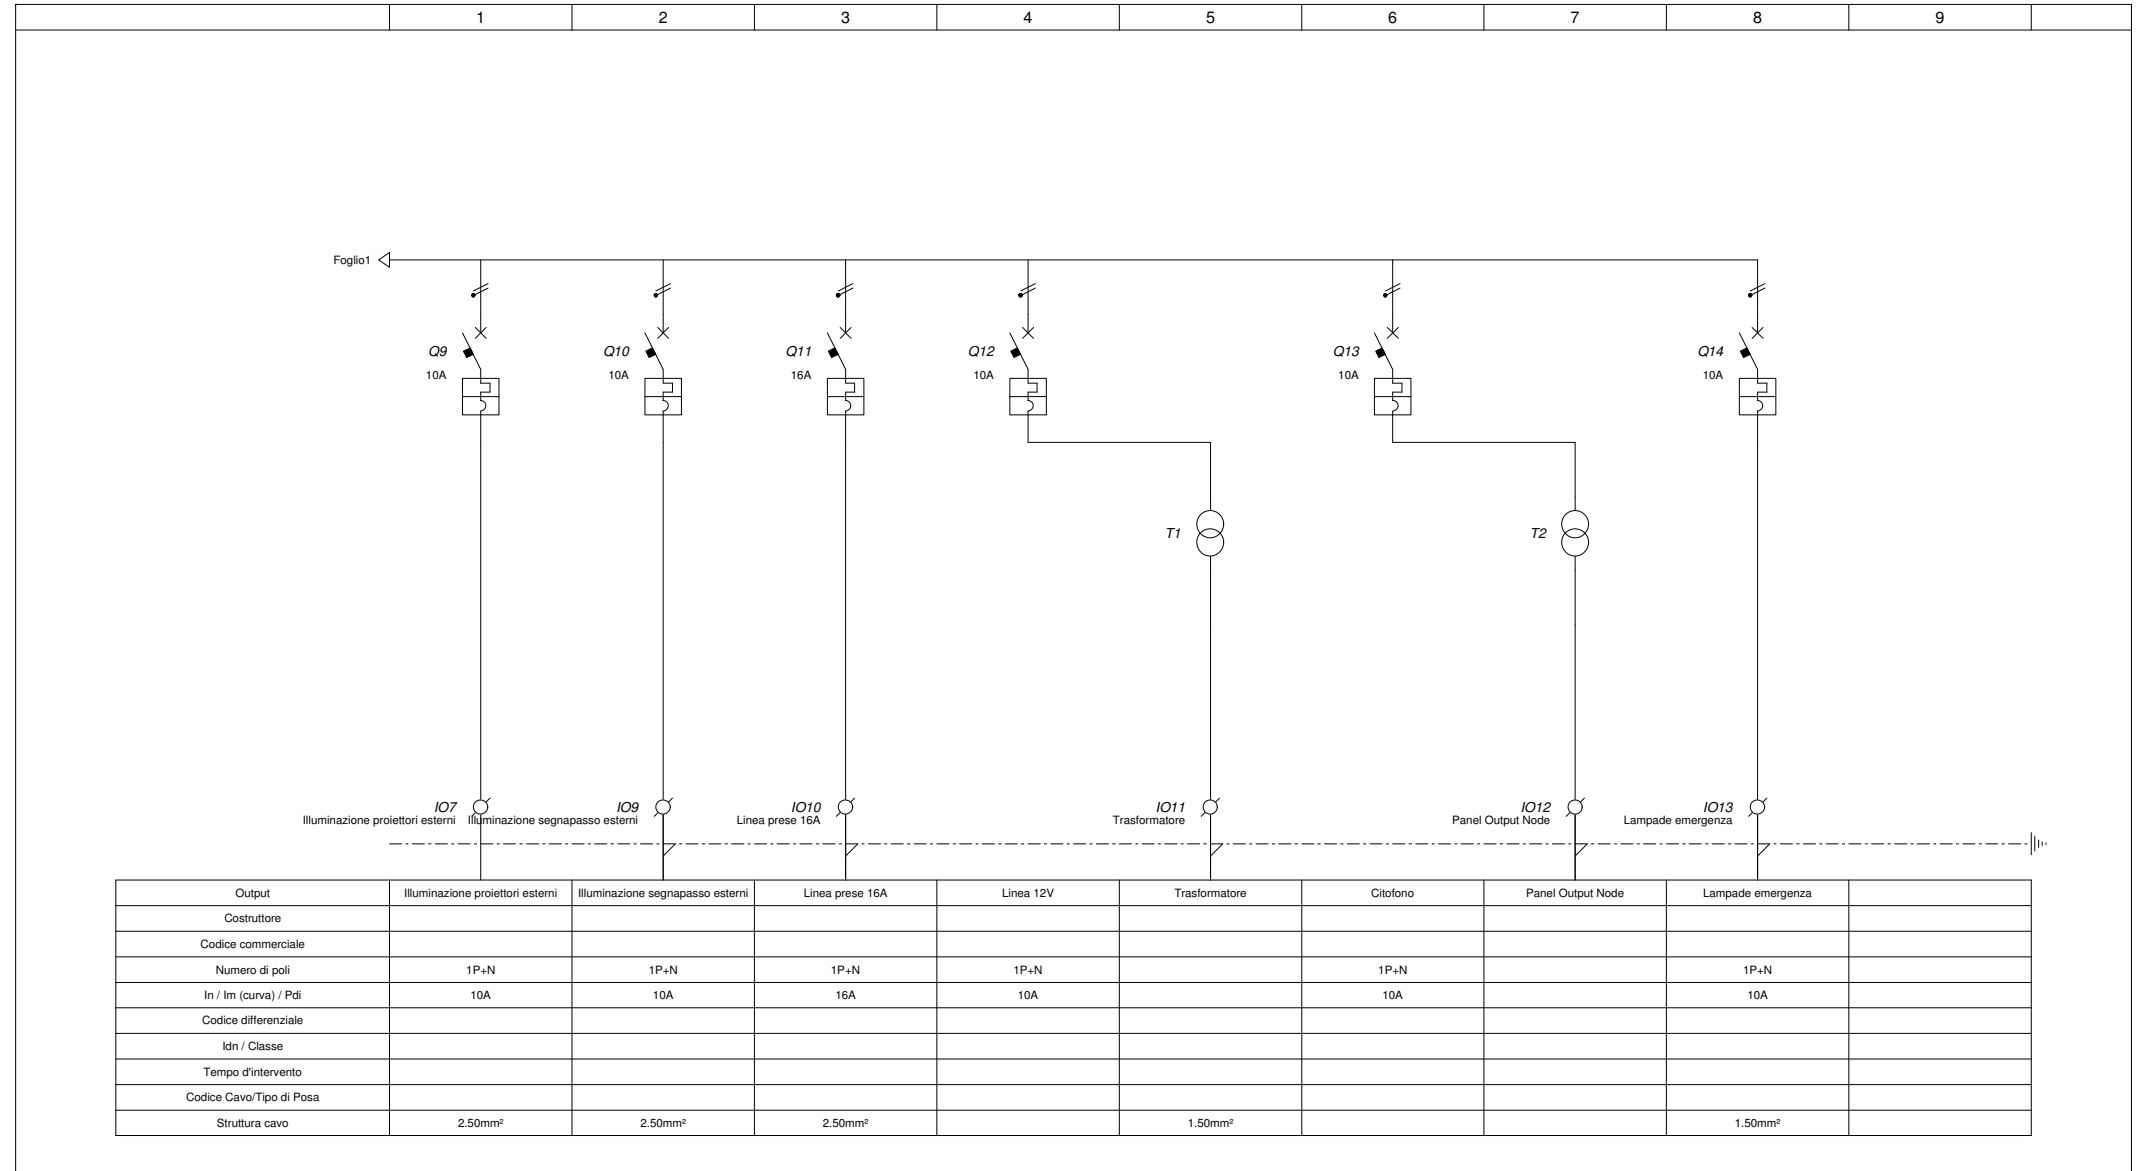 1 2 3 4 5 6 7 8 9
Foglio1
Q9 Q10 Q11 Q12 Q13 Q14
10A 10A 16A 10A 10A 10A
T1 T2
IO7 IO9 IO10 IO11 IO12 IO13
Illuminazione proiettori esterni Illuminazione segnapasso esterni Linea prese 16A Trasformatore Panel Output Node Lampade emergenza
Output Illuminazione proiettori esterni Illuminazione segnapasso esterni Linea prese 16A Linea 12V Trasformatore Citofono Panel Output Node Lampade emergenza
Costruttore
Codice commerciale
Numero di poli 1P+N 1P+N 1P+N 1P+N 1P+N 1P+N
In / Im (curva) / Pdi 10A 10A 16A 10A 10A 10A
Codice differenziale
Idn / Classe
Tempo d'intervento
Codice Cavo/Tipo di Posa
Struttura cavo 2.50mm² 2.50mm² 2.50mm² 1.50mm² 1.50mm²